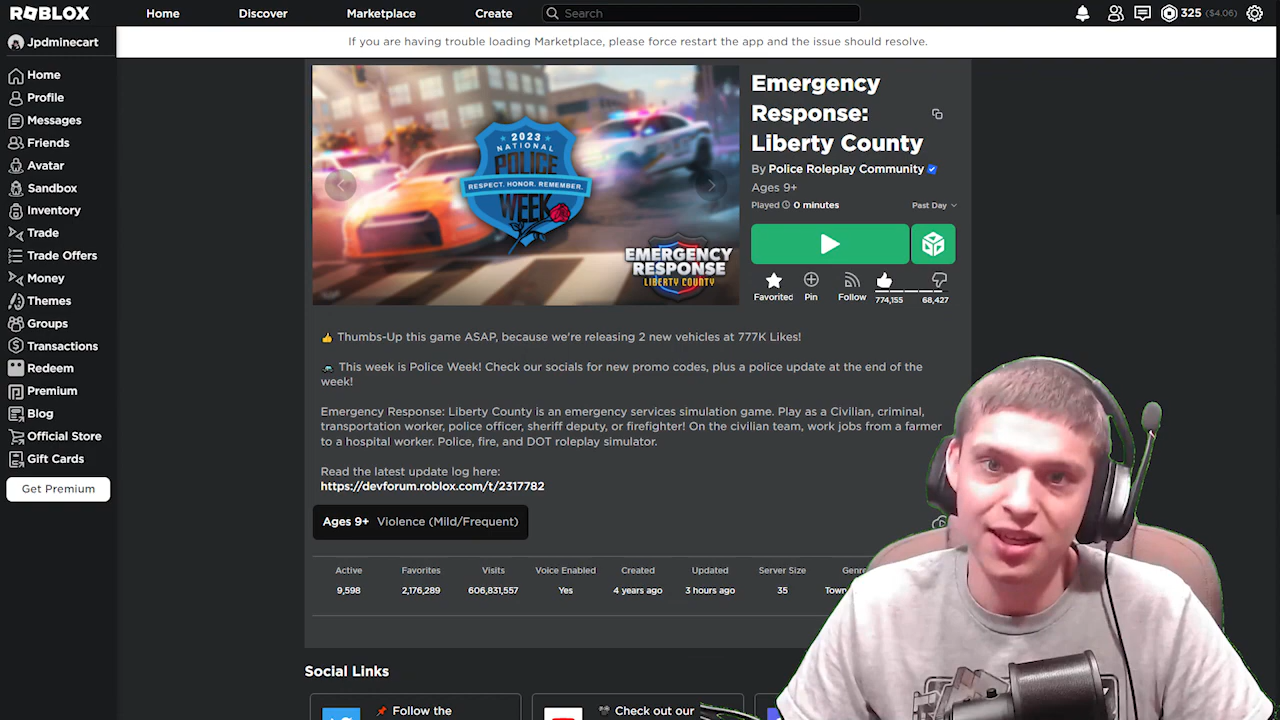 ROBLOX
Home
Discover
Marketplace
Create
Search
325
($4.06)
Jpdminecart
If you are having trouble loading Marketplace, please force restart the app and the issue should resolve.
Home
Profile
Messages
Friends
Avatar
Sandbox
Inventory
Trade
Trade Offers
Money
Themes
Groups
Transactions
Redeem
Premium
Blog
Official Store
Gift Cards
Get Premium
2023
NATIONAL
POLICE
RESPECT. HONOR. REMEMBER.
WEEK
EMERGENCY
RESPONSE
LIBERTY COUNTY
Emergency
Response:
Liberty County
By Police Roleplay Community
Ages 9+
Played 0 minutes
Past Day
Favorited
Pin
Follow
774,155
68,427
👍 Thumbs-Up this game ASAP, because we're releasing 2 new vehicles at 777K Likes!
🚓 This week is Police Week! Check our socials for new promo codes, plus a police update at the end of the
week!
Emergency Response: Liberty County is an emergency services simulation game. Play as a Civilian, criminal,
transportation worker, police officer, sheriff deputy, or firefighter! On the civilian team, work jobs from a farmer
to a hospital worker. Police, fire, and DOT roleplay simulator.
Read the latest update log here:
https://devforum.roblox.com/t/2317782
Ages 9+ Violence (Mild/Frequent)
Active
Favorites
Visits
Voice Enabled
Created
Updated
Server Size
9,598
2,176,289
606,831,557
Yes
4 years ago
3 hours ago
35
Town
Social Links
📌 Follow the
Check out our